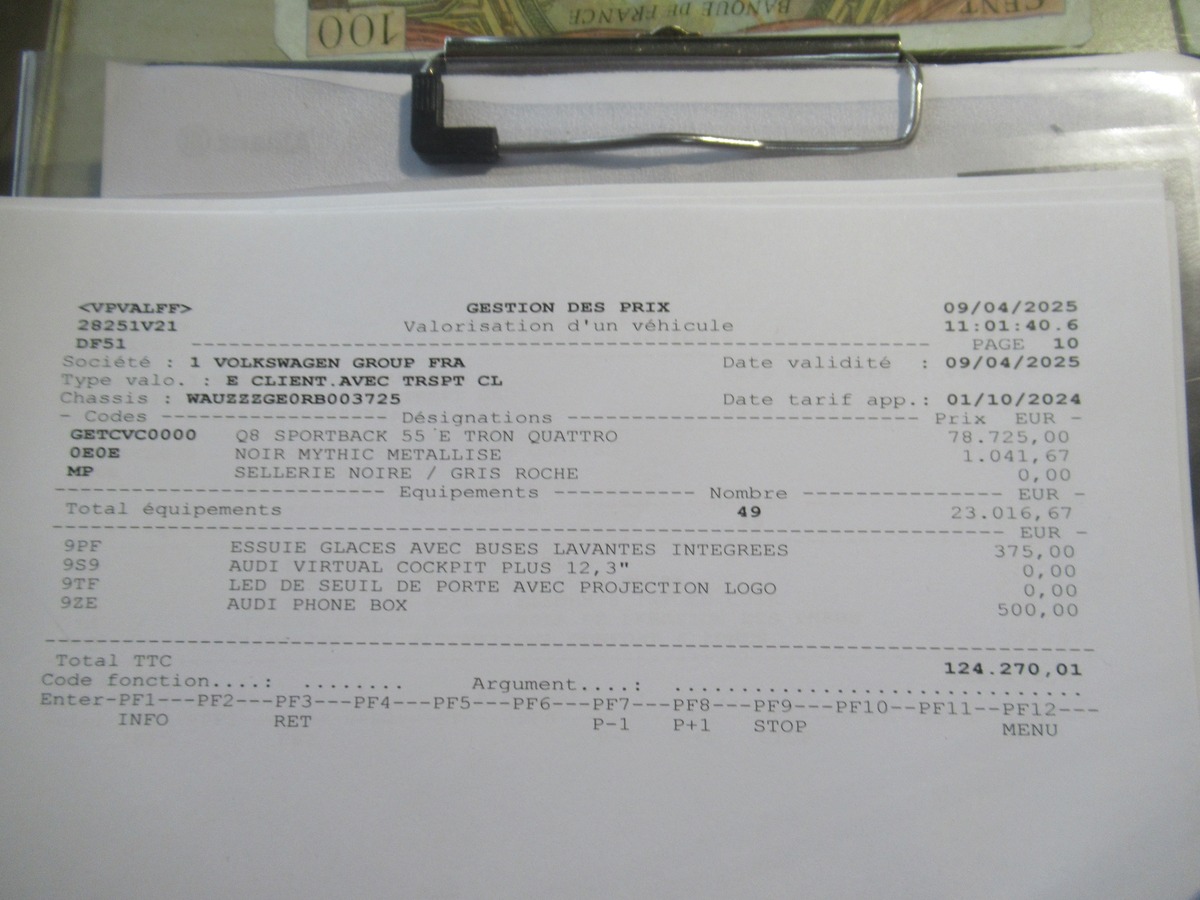 CENT
BANQUE DE FRANCE
100
<VPVALFF> GESTION DES PRIX 09/04/2025
28251V21 Valorisation d'un véhicule 11:01:40.6
DF51 ---------------------------------------------------------------- PAGE 10
Société : 1 VOLKSWAGEN GROUP FRA Date validité : 09/04/2025
Type valo. : E CLIENT.AVEC TRSPT CL
Chassis : WAUZZZGE0RB003725 Date tarif app.: 01/10/2024
- Codes -------------------- Désignations ------------------------------- Prix EUR -
GETCVC0000 Q8 SPORTBACK 55 E TRON QUATTRO 78.725,00
0E0E NOIR MYTHIC METALLISE 1.041,67
MP SELLERIE NOIRE / GRIS ROCHE 0,00
----------------------------- Equipements ----------- Nombre --------------- EUR -
Total équipements 49 23.016,67
---------------------------------------------------------------------------- EUR -
9PF ESSUIE GLACES AVEC BUSES LAVANTES INTEGREES 375,00
9S9 AUDI VIRTUAL COCKPIT PLUS 12,3" 0,00
9TF LED DE SEUIL DE PORTE AVEC PROJECTION LOGO 0,00
9ZE AUDI PHONE BOX 500,00
--------------------------------------------------------------------------------
Total TTC 124.270,01
Code fonction....: ........ Argument....: ...............................
Enter-PF1---PF2---PF3---PF4---PF5---PF6---PF7---PF8---PF9---PF10--PF11--PF12---
INFO RET P-1 P+1 STOP MENU